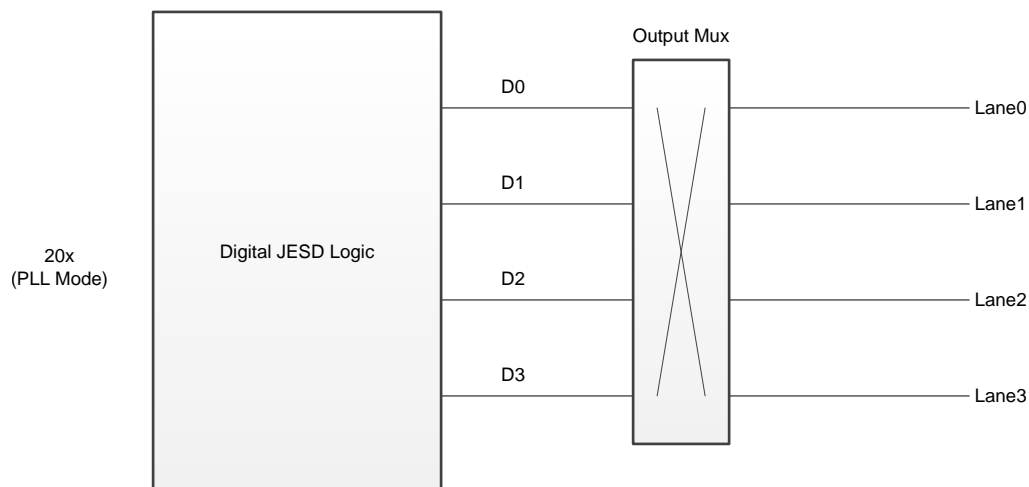 Output Mux
D0
Lane0
D1
Lane1
20x
(PLL Mode)
Digital JESD Logic
D2
Lane2
D3
Lane3